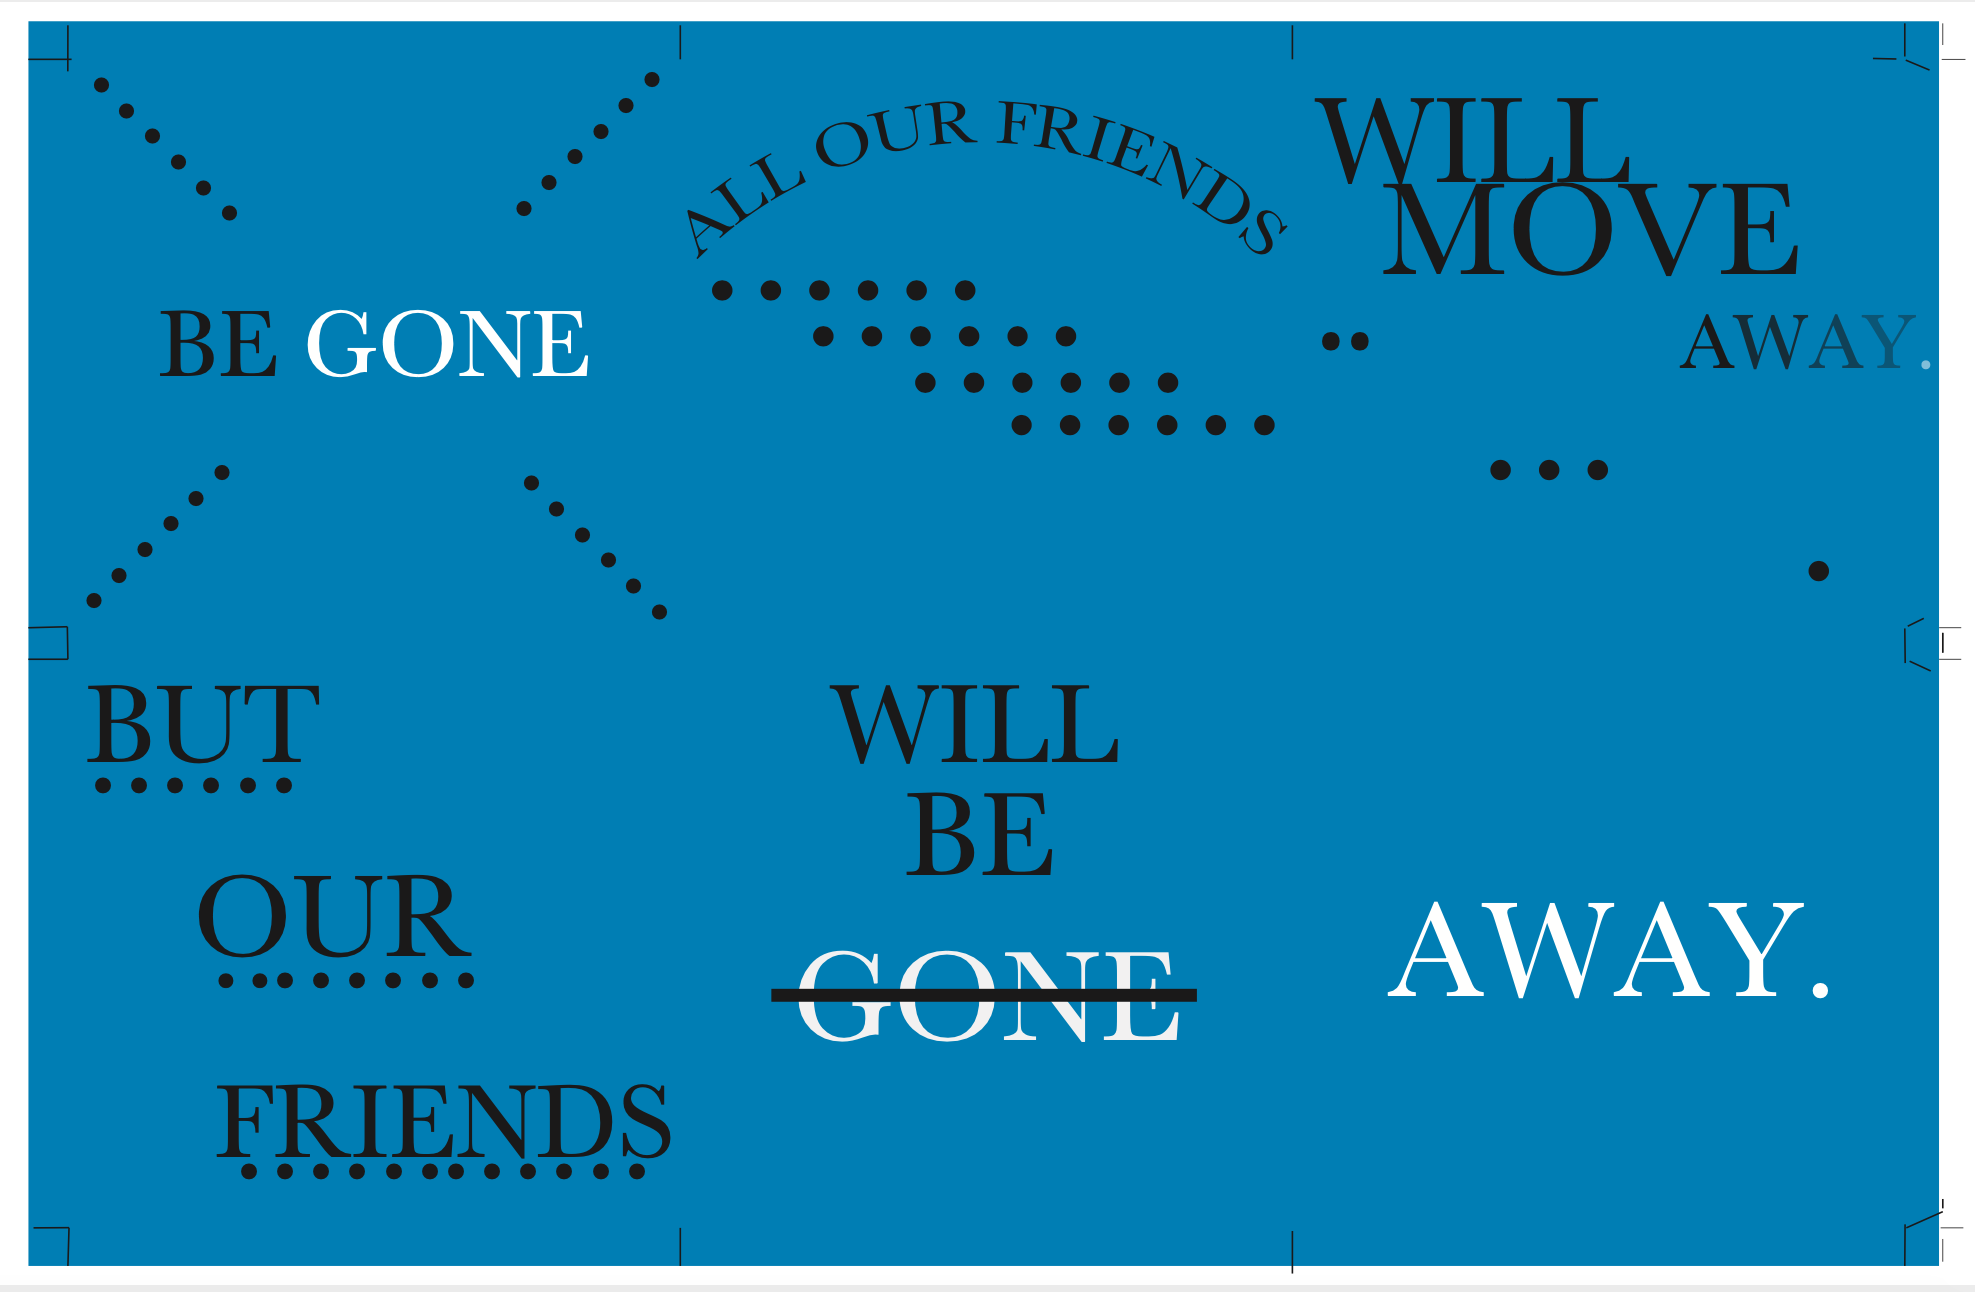 BE GONE
ALL OUR FRIENDS
WILL
MOVE
AWAY.
BUT
OUR
FRIENDS
WILL
BE
GONE
AWAY.